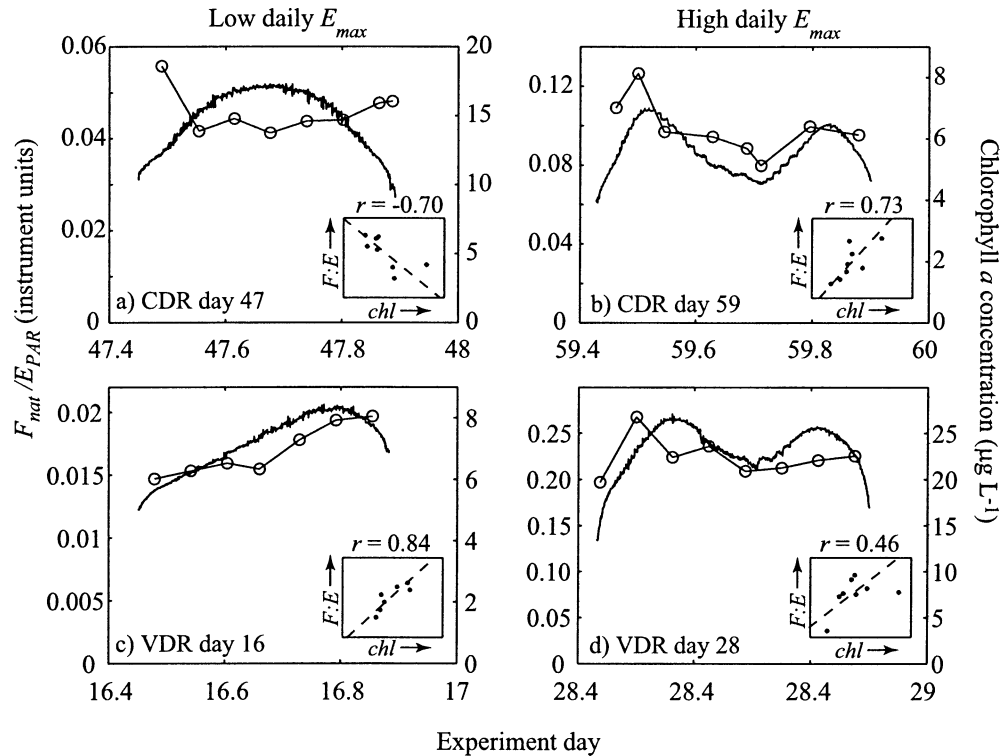 Low daily E_max
High daily E_max
F_nat /E_PAR (instrument units)
Chlorophyll a concentration (µg L⁻¹)
0.06
0.04
0.02
0
20
15
10
5
0
r = -0.70
F:E
chl
a) CDR day 47
47.4
47.6
47.8
48
0.12
0.08
0.04
0
8
6
4
2
0
r = 0.73
F:E
chl
b) CDR day 59
59.4
59.6
59.8
60
0.02
0.015
0.01
0.005
0
8
6
4
2
0
r = 0.84
F:E
chl
c) VDR day 16
16.4
16.6
16.8
17
0.25
0.20
0.15
0.10
0.05
0
25
20
15
10
5
0
r = 0.46
F:E
chl
d) VDR day 28
28.4
28.4
28.4
29
Experiment day